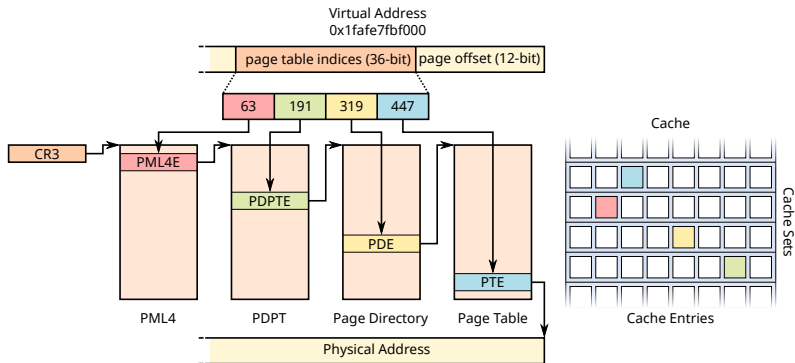 Virtual Address
0x1fafe7fbf000
page table indices (36-bit)
page offset (12-bit)
63
191
319
447
CR3
PML4E
PDPTE
PDE
PTE
PML4
PDPT
Page Directory
Page Table
Physical Address
Cache
Cache Sets
Cache Entries